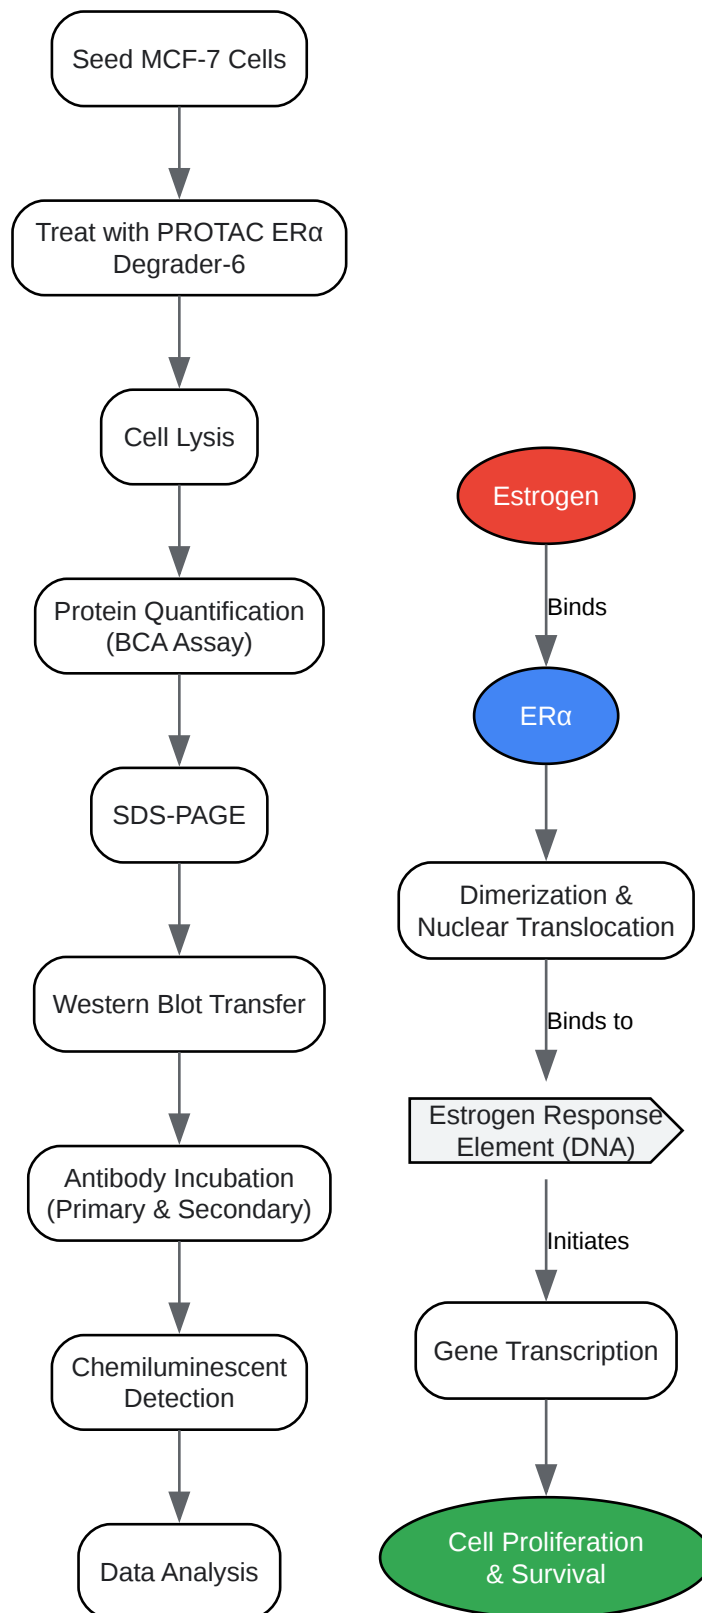 Seed MCF-7 Cells
Treat with PROTAC ERα
Degrader-6
Cell Lysis
Protein Quantification
(BCA Assay)
SDS-PAGE
Western Blot Transfer
Antibody Incubation
(Primary & Secondary)
Chemiluminescent
Detection
Data Analysis
Estrogen
Binds
ERα
Dimerization &
Nuclear Translocation
Binds to
Estrogen Response
Element (DNA)
Initiates
Gene Transcription
Cell Proliferation
& Survival